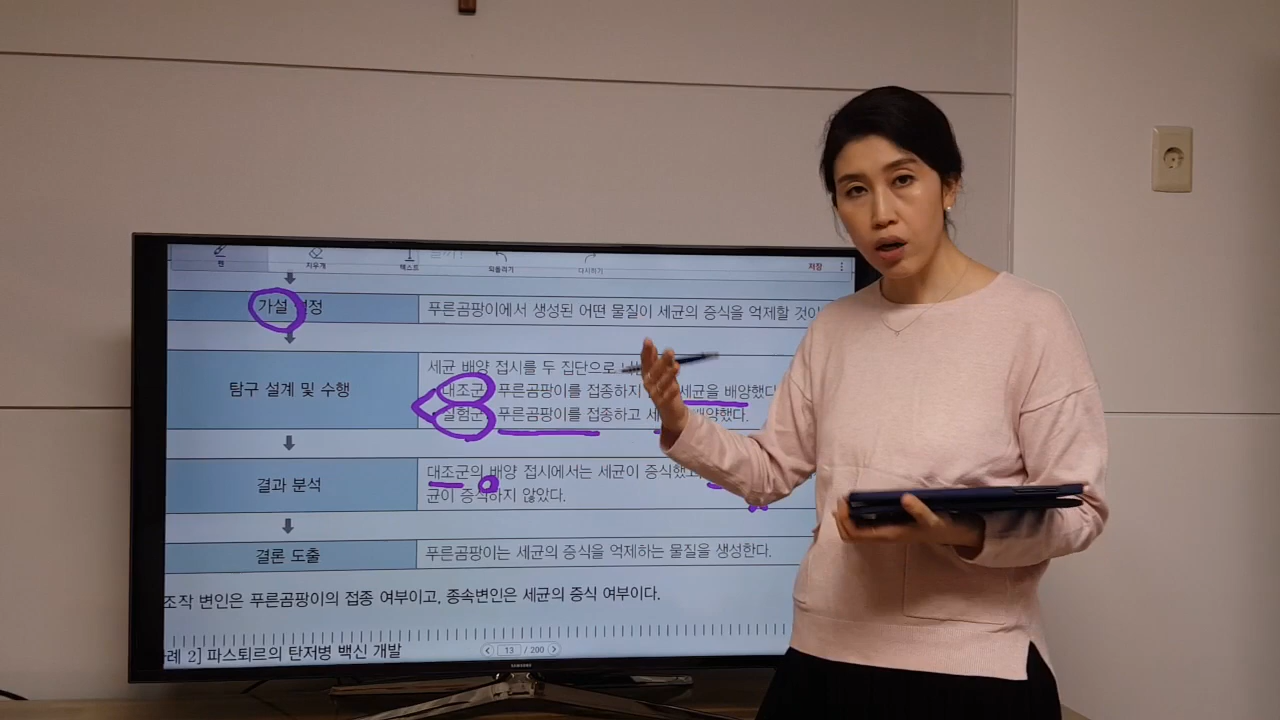 펜 지우개 텍스트 되돌리기 다시하기 저장
가설 설정
푸른곰팡이에서 생성된 어떤 물질이 세균의 증식을 억제할 것이
탐구 설계 및 수행
세균 배양 접시를 두 집단으로
대조군 푸른곰팡이를 접종하지 세균을 배양했다
실험군 푸른곰팡이를 접종하고 배양했다.
결과 분석
대조군의 배양 접시에서는 세균이 증식했고
균이 증식하지 않았다.
결론 도출
푸른곰팡이는 세균의 증식을 억제하는 물질을 생성한다.
조작 변인은 푸른곰팡이의 접종 여부이고, 종속변인은 세균의 증식 여부이다.
례 2] 파스퇴르의 탄저병 백신 개발
13 / 200
SAMSUNG